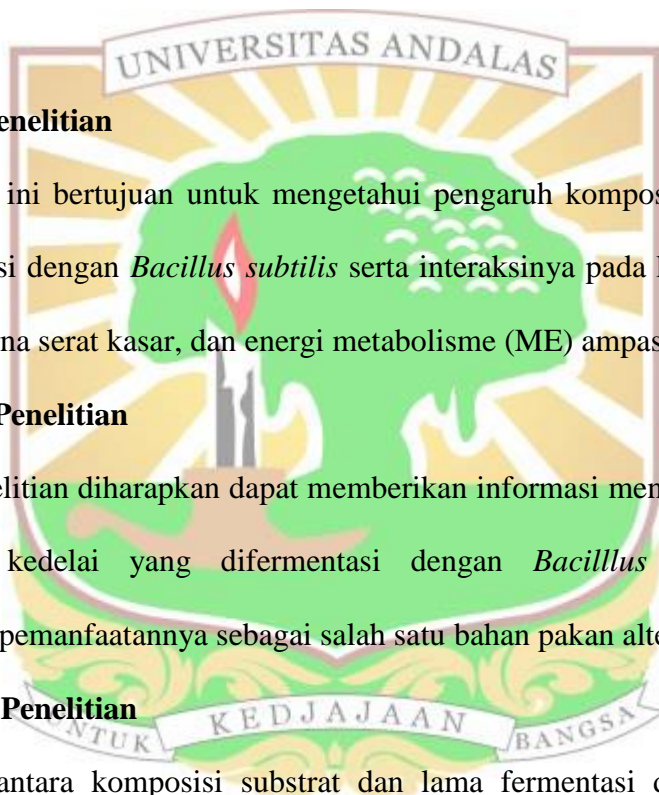 UNIVERSITAS ANDALAS
enelitian
ini bertujuan untuk mengetahui pengaruh kompos
si dengan Bacillus subtilis serta interaksinya pada
na serat kasar, dan energi metabolisme (ME) ampas
Penelitian
elitian diharapkan dapat memberikan informasi men
kedelai yang difermentasi dengan Bacilllus
pemanfaatannya sebagai salah satu bahan pakan alte
Penelitian
UNTUK KEDJAJAAN BANGSA
antara komposisi substrat dan lama fermentasi